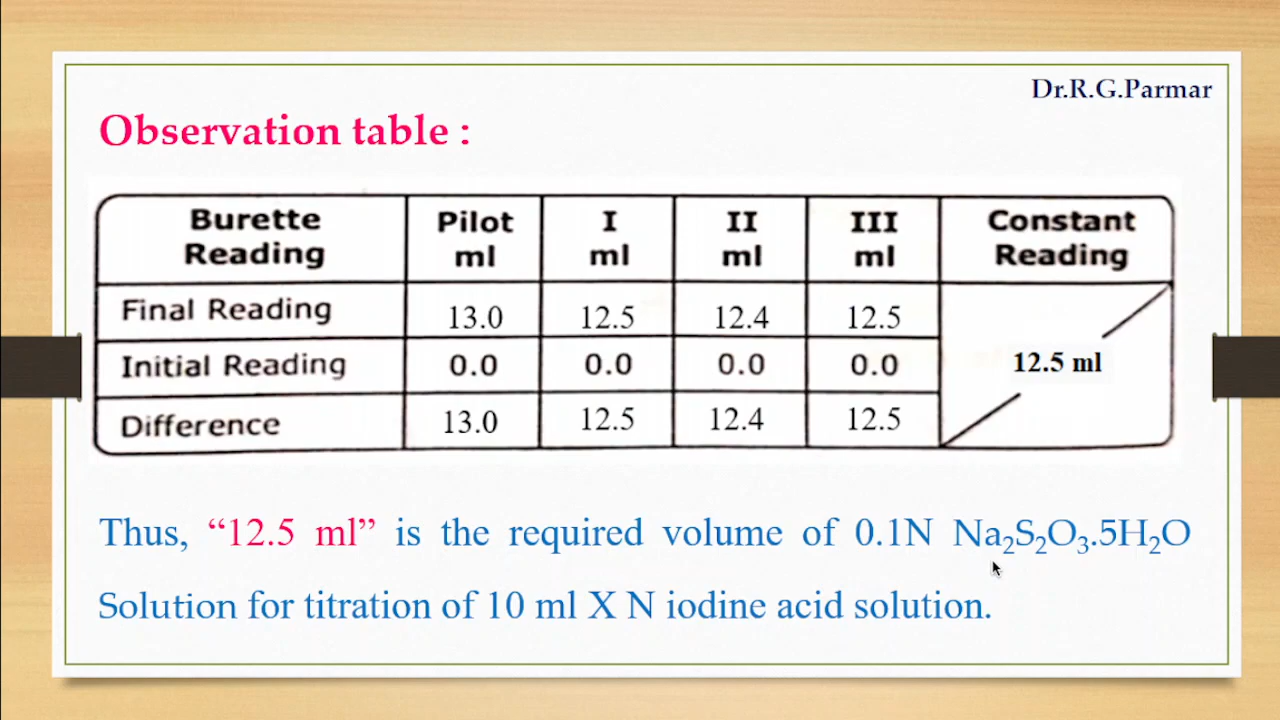 Dr.R.G.Parmar
Observation table :
Burette Reading Pilot ml I ml II ml III ml Constant Reading
Final Reading 13.0 12.5 12.4 12.5
Initial Reading 0.0 0.0 0.0 0.0 12.5 ml
Difference 13.0 12.5 12.4 12.5
Thus, “12.5 ml” is the required volume of 0.1N Na₂S₂O₃.5H₂O
Solution for titration of 10 ml X N iodine acid solution.